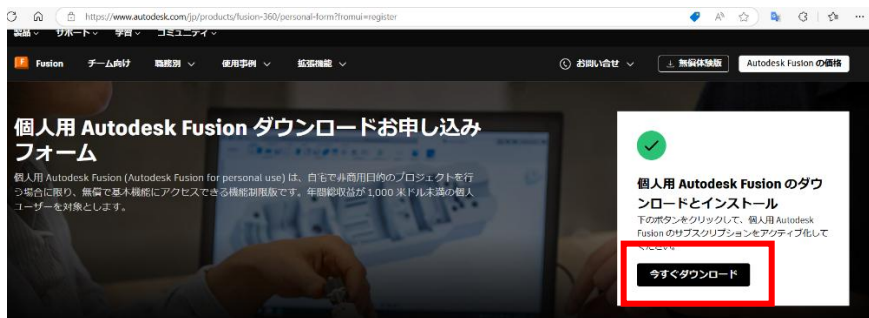 https://www.autodesk.com/jp/products/fusion-360/personal-form?fromui=register
製品 サポート 学習 コミュニティ
Fusion チーム向け 職種別 使用事例 拡張機能 お問い合せ 無償体験版 Autodesk Fusion の価格
個人用 Autodesk Fusion ダウンロードお申し込み
フォーム
個人用 Autodesk Fusion (Autodesk Fusion for personal use) は、自宅で非商用目的のプロジェクトを行
う場合に限り、無償で基本機能にアクセスできる機能制限版です。年間総収益が 1,000 米ドル未満の個人
ユーザーを対象とします。
個人用 Autodesk Fusion のダウ
ンロードとインストール
下のボタンをクリックして、個人用 Autodesk
Fusion のサブスクリプションをアクティブ化して
ください。
今すぐダウンロード